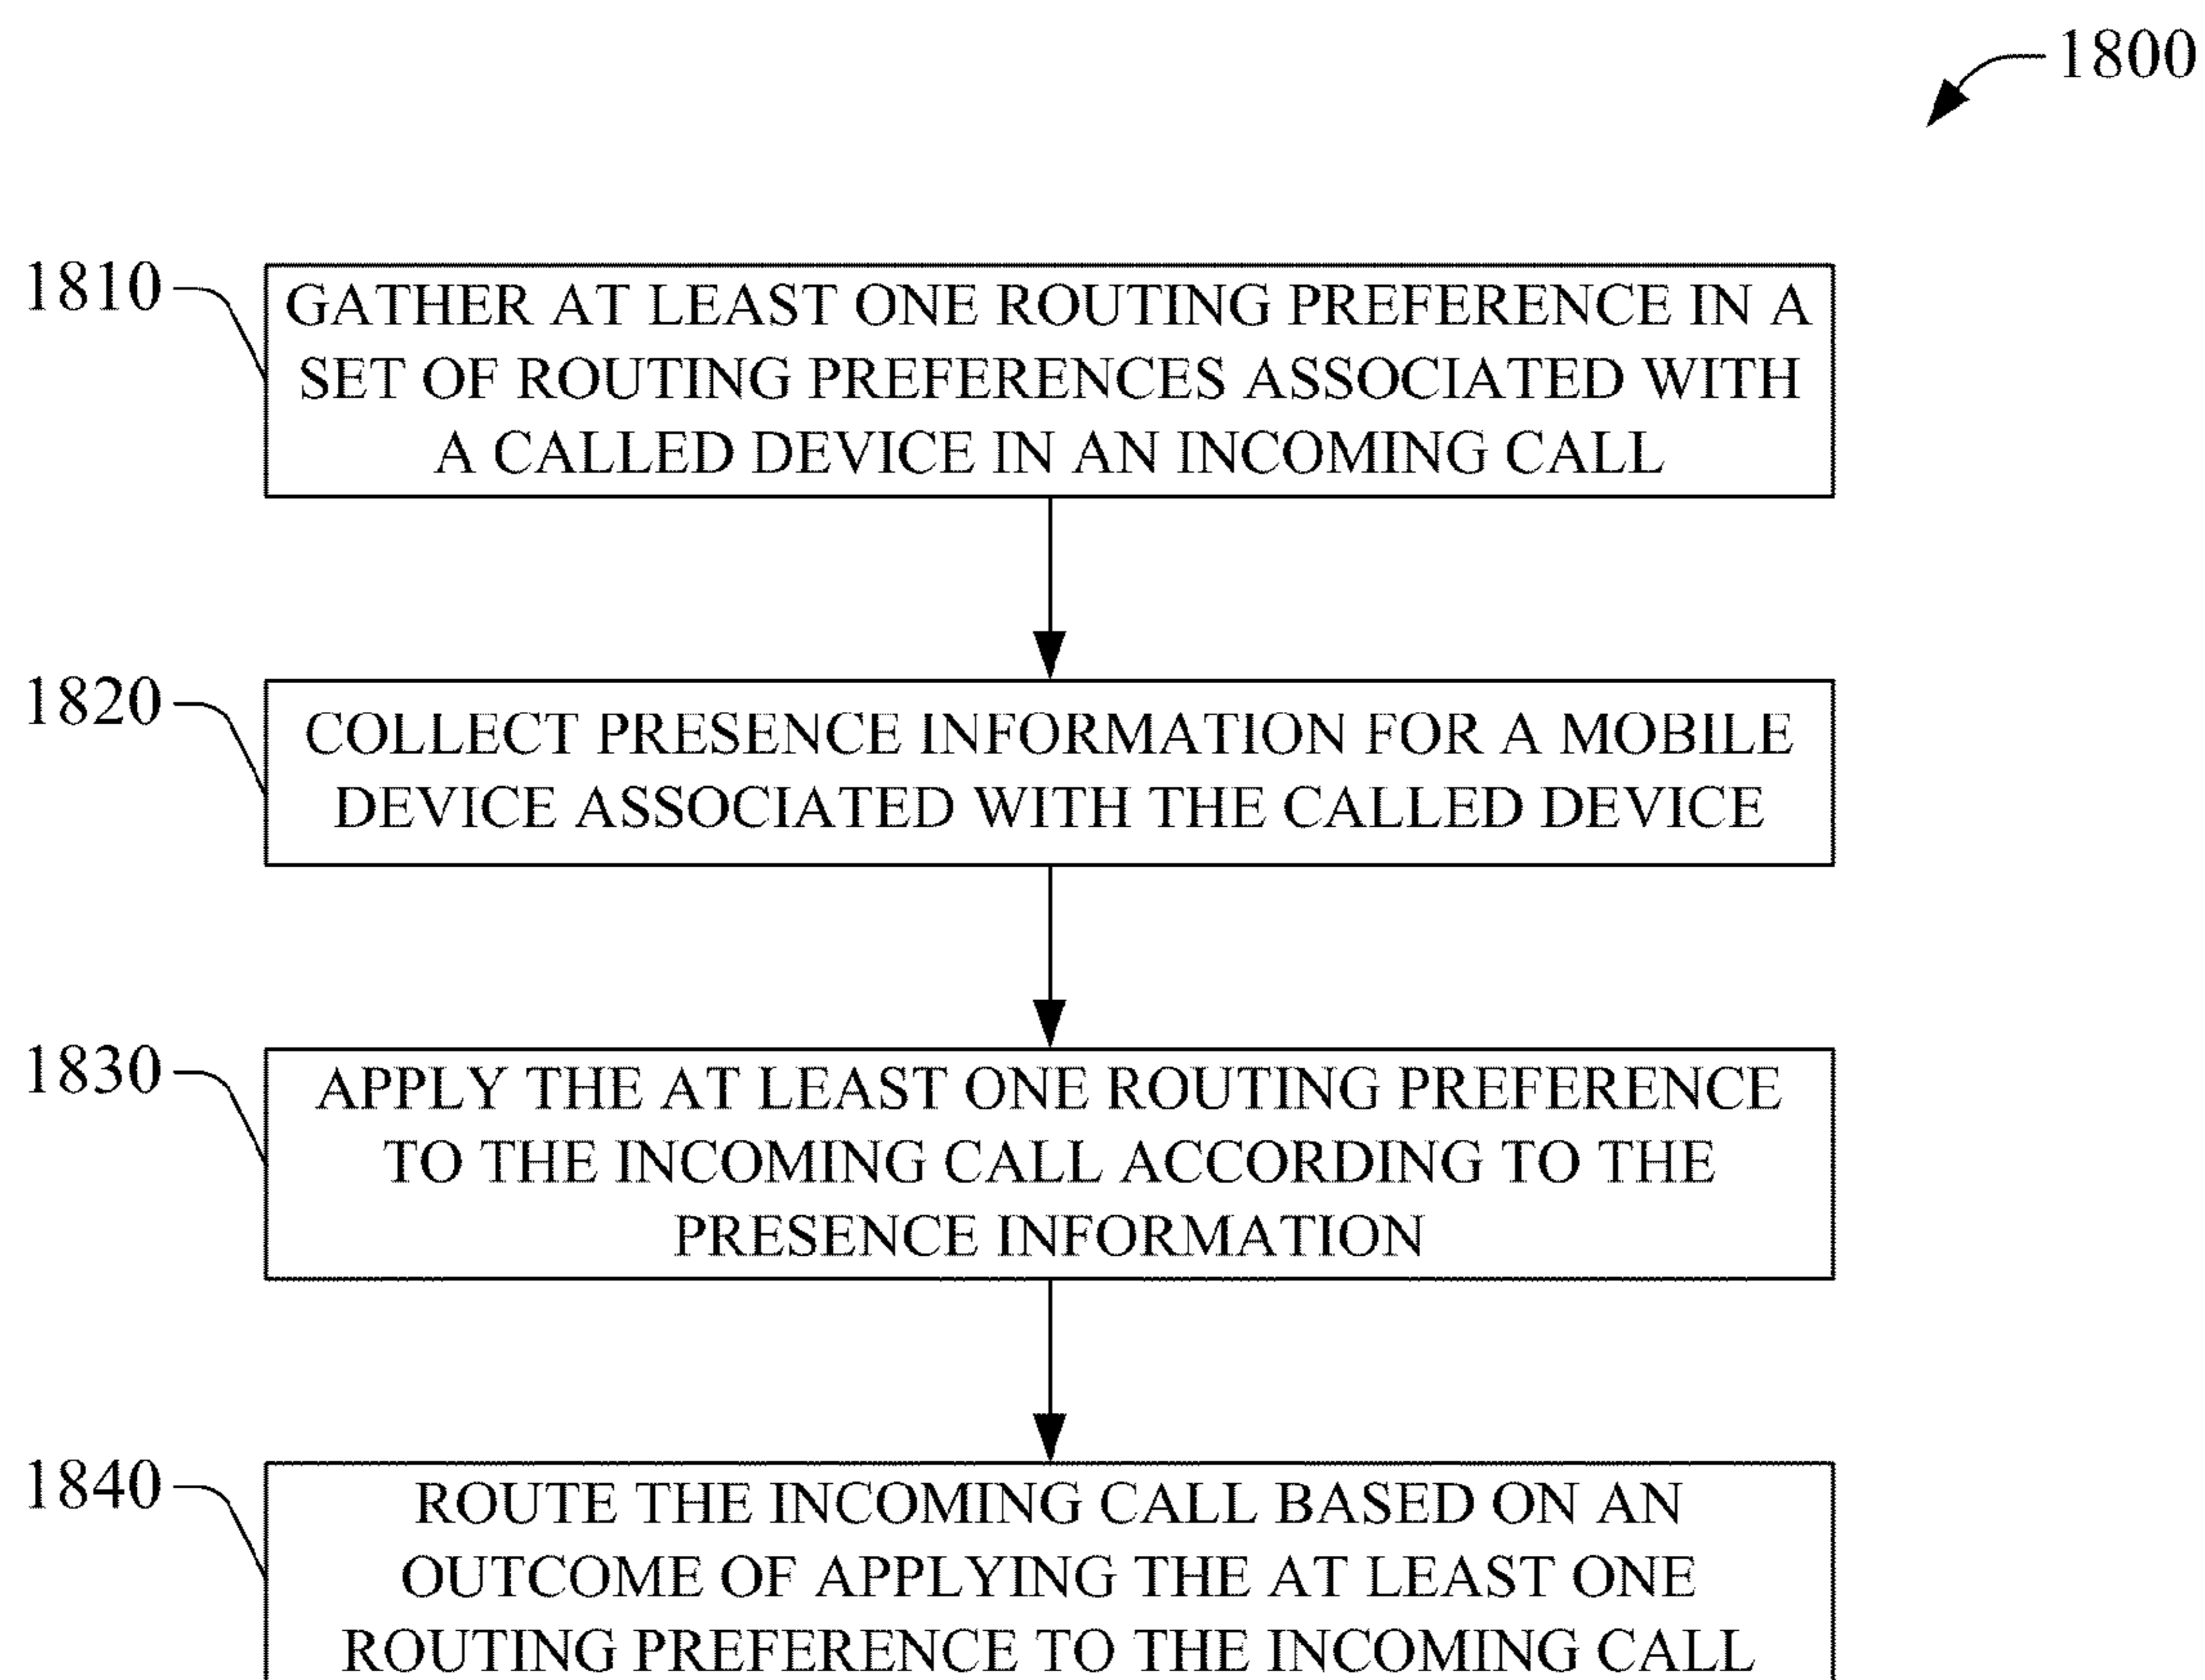 1800
1810
GATHER AT LEAST ONE ROUTING PREFERENCE IN A
SET OF ROUTING PREFERENCES ASSOCIATED WITH
A CALLED DEVICE IN AN INCOMING CALL
1820
COLLECT PRESENCE INFORMATION FOR A MOBILE
DEVICE ASSOCIATED WITH THE CALLED DEVICE
1830
APPLY THE AT LEAST ONE ROUTING PREFERENCE
TO THE INCOMING CALL ACCORDING TO THE
PRESENCE INFORMATION
1840
ROUTE THE INCOMING CALL BASED ON AN
OUTCOME OF APPLYING THE AT LEAST ONE
ROUTING PREFERENCE TO THE INCOMING CALL